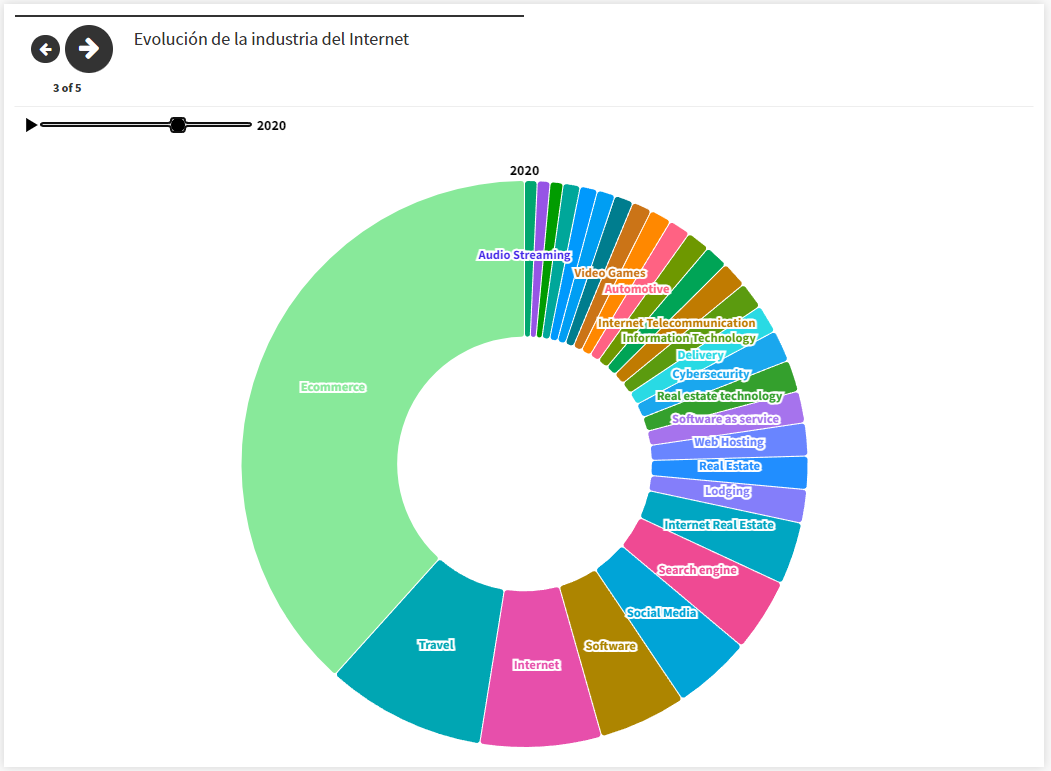 Evolución de la industria del Internet
3 of 5
2020
2020
Audio Streaming
Video Games
Automotive
Internet Telecommunication
Information Technology
Delivery
Cybersecurity
Ecommerce
Real estate technology
Software as service
Web Hosting
Real Estate
Lodging
Internet Real Estate
Search engine
Social Media
Travel
Software
Internet